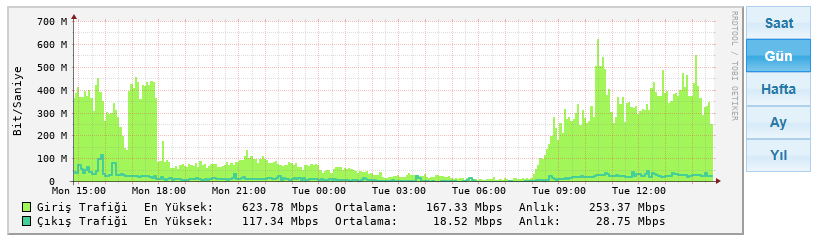 700 M
600 M
500 M
400 M
300 M
200 M
100 M
0
Bit/Saniye
Mon 15:00 Mon 18:00 Mon 21:00 Tue 00:00 Tue 03:00 Tue 06:00 Tue 09:00 Tue 12:00
Giriş Trafiği En Yüksek: 623.78 Mbps Ortalama: 167.33 Mbps Anlık: 253.37 Mbps
Çıkış Trafiği En Yüksek: 117.34 Mbps Ortalama: 18.52 Mbps Anlık: 28.75 Mbps
RRDTOOL / TOBI OETIKER
Saat
Gün
Hafta
Ay
Yıl